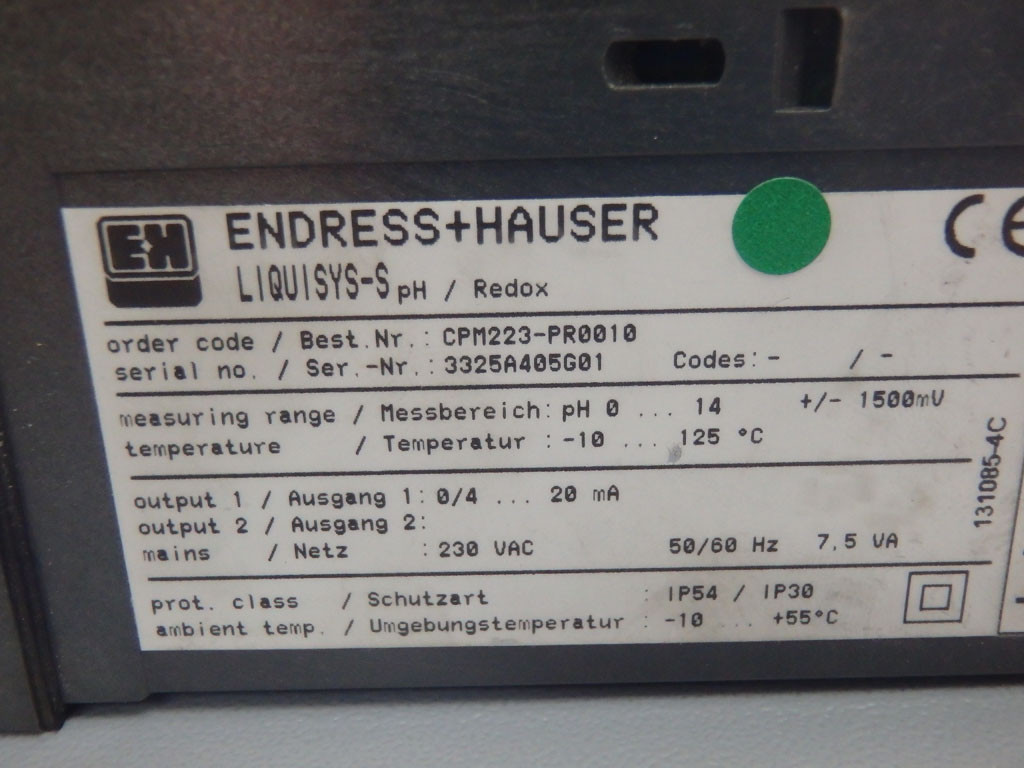 EH
ENDRESS+HAUSER
CE
LIQUISYS-S pH / Redox
order code / Best.Nr.: CPM223-PR0010
serial no. / Ser.-Nr.: 3325A405G01 Codes: - / -
measuring range / Messbereich: pH 0 ... 14 +/- 1500mV
temperature / Temperatur : -10 ... 125 °C
output 1 / Ausgang 1: 0/4 ... 20 mA
output 2 / Ausgang 2:
mains / Netz : 230 VAC 50/60 Hz 7,5 VA
prot. class / Schutzart : IP54 / IP30
ambient temp. / Umgebungstemperatur : -10 ... +55°C
131085-4C